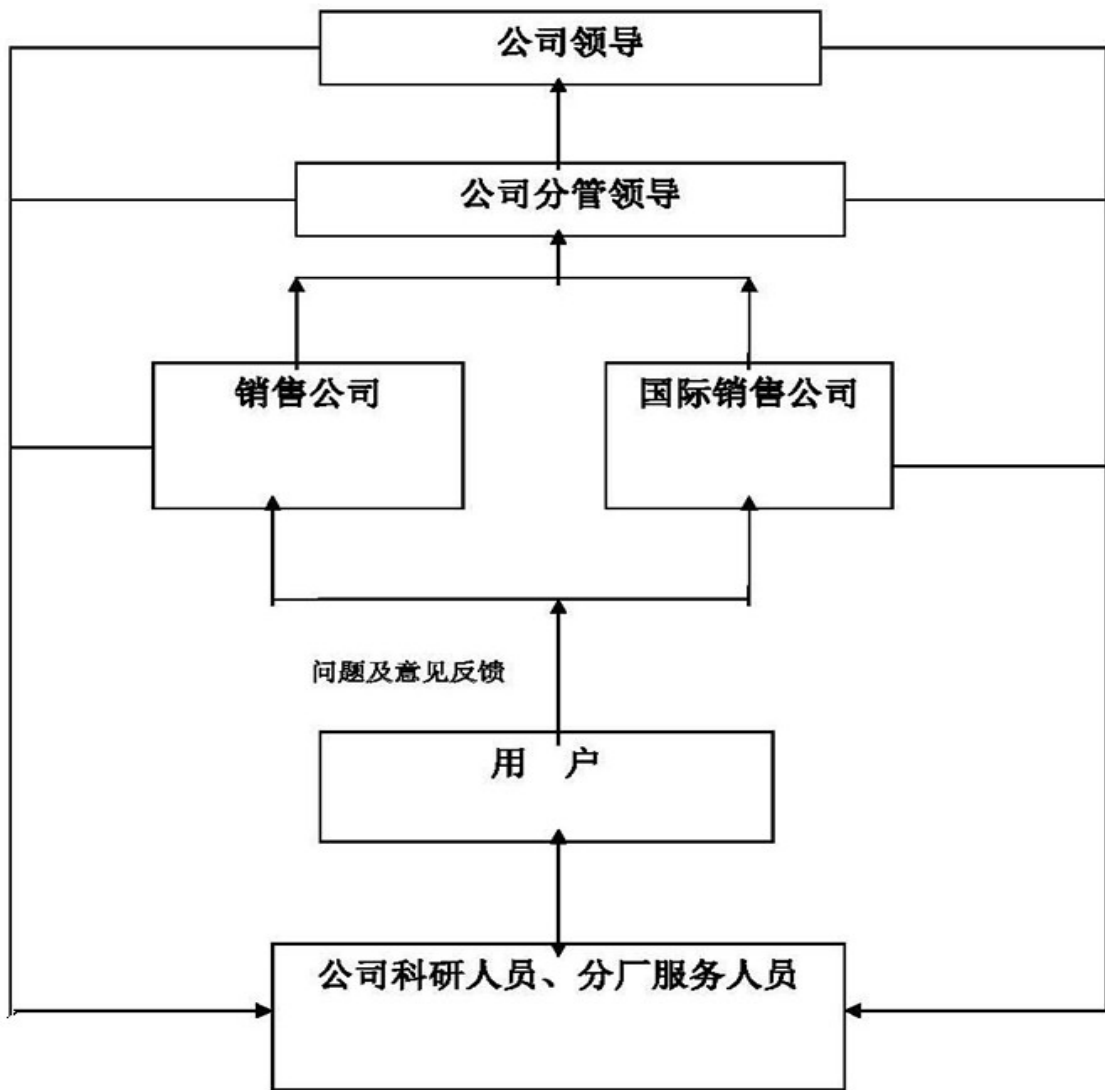 公司领导
公司分管领导
销售公司
国际销售公司
问题及意见反馈
用 户
公司科研人员、分厂服务人员